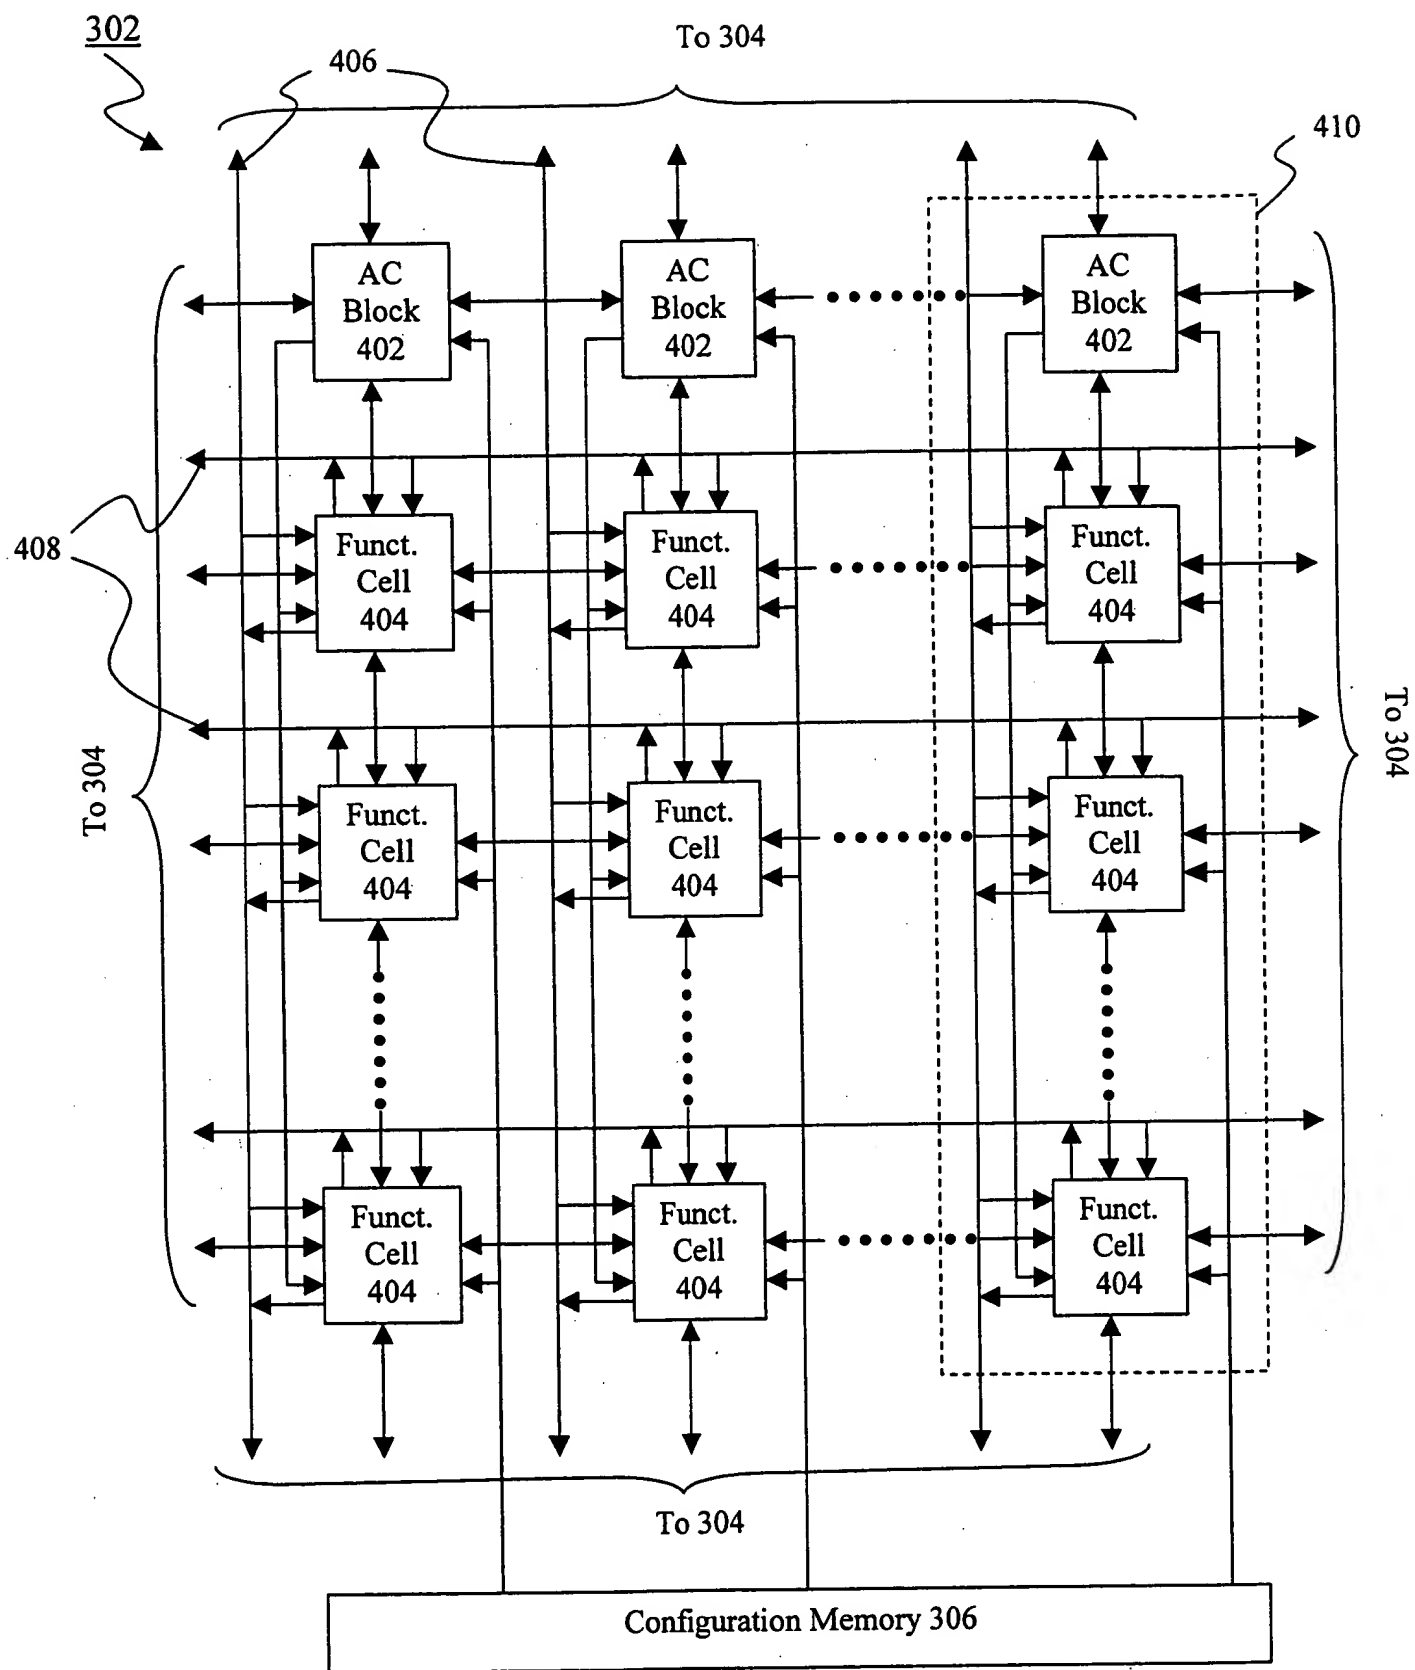 302
406
To 304
410
AC
Block
402
AC
Block
402
AC
Block
402
408
Funct.
Cell
404
Funct.
Cell
404
Funct.
Cell
404
To 304
To 304
Funct.
Cell
404
Funct.
Cell
404
Funct.
Cell
404
Funct.
Cell
404
Funct.
Cell
404
Funct.
Cell
404
To 304
Configuration Memory 306